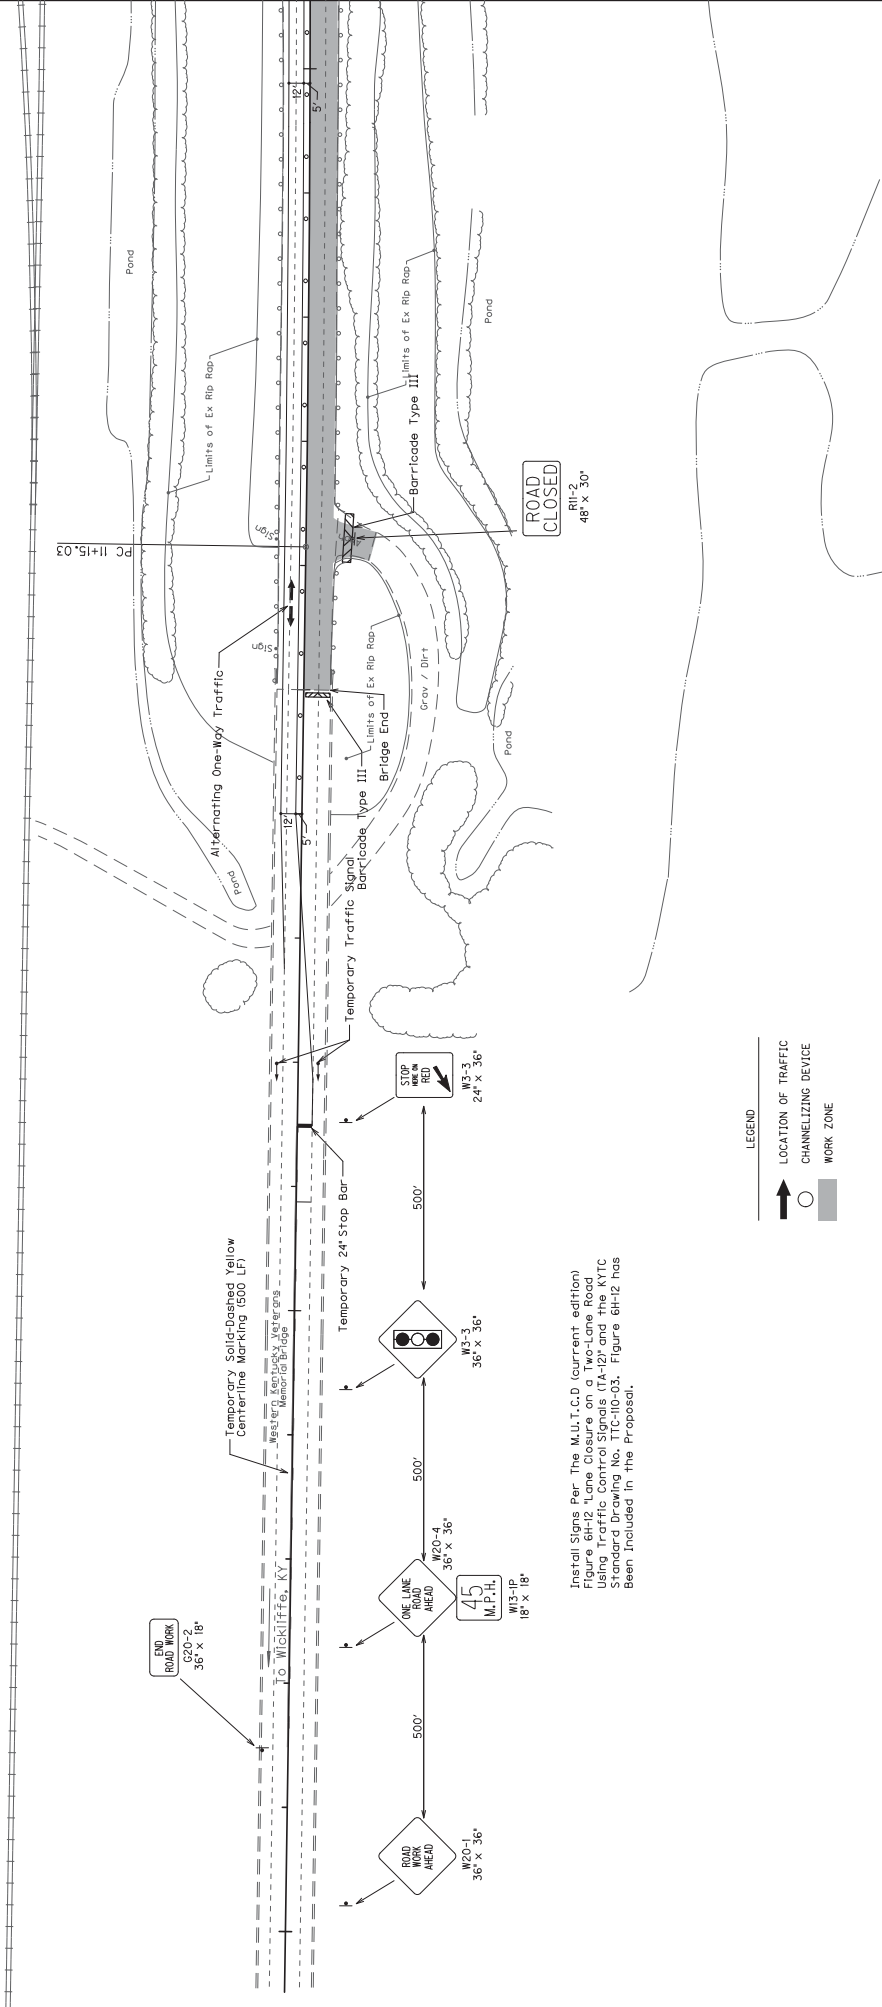 12'
5'
Pond
Limits of Ex Rip Rap
Limits of Ex Rip Rap
Pond
Barricade Type III
ROAD
CLOSED
R11-2
48" x 30"
PC 11+15.03
Sign
Sign
Alternating One-Way Traffic
Limits of Ex Rip Rap
Grav / Dirt
Bridge End
Barricade Type III
Pond
12'
5'
Pond
Temporary Traffic Signal
STOP
HERE ON
RED
W3-3
24" x 36"
500'
Temporary 24" Stop Bar
Temporary Solid-Dashed Yellow
Centerline Marking (500 LF)
Western Kentucky Veterans
Memorial Bridge
W3-3
36" x 36"
500'
To Wickliffe, KY
ONE LANE
ROAD
AHEAD
W20-4
36" x 36"
45
M.P.H.
W13-1P
18" x 18"
END
ROAD WORK
G20-2
36" x 18"
500'
ROAD
WORK
AHEAD
W20-1
36" x 36"
Install Signs Per The M.U.T.C.D (current edition)
Figure 6H-12 "Lane Closure on a Two-Lane Road
Using Traffic Control Signals (TA-12)" and the KYTC
Standard Drawing No. TTC-110-03. Figure 6H-12 has
Been Included in the Proposal.
LEGEND
LOCATION OF TRAFFIC
CHANNELIZING DEVICE
WORK ZONE